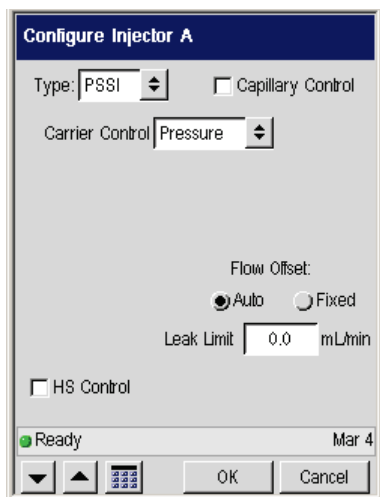 Configure Injector A
Type: PSSI Capillary Control
Carrier Control Pressure
Flow Offset:
Auto Fixed
Leak Limit 0.0 mL/min
HS Control
Ready Mar 4
OK Cancel